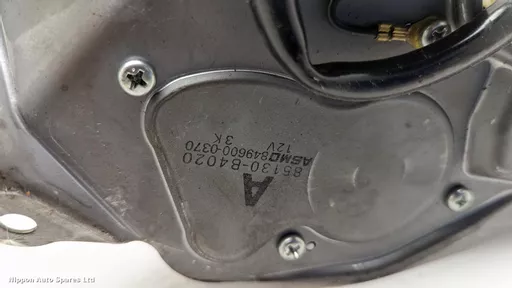 A
85130-B4020
ASMO 849600-0370
12V
3 K
Nippon Auto Spares Ltd